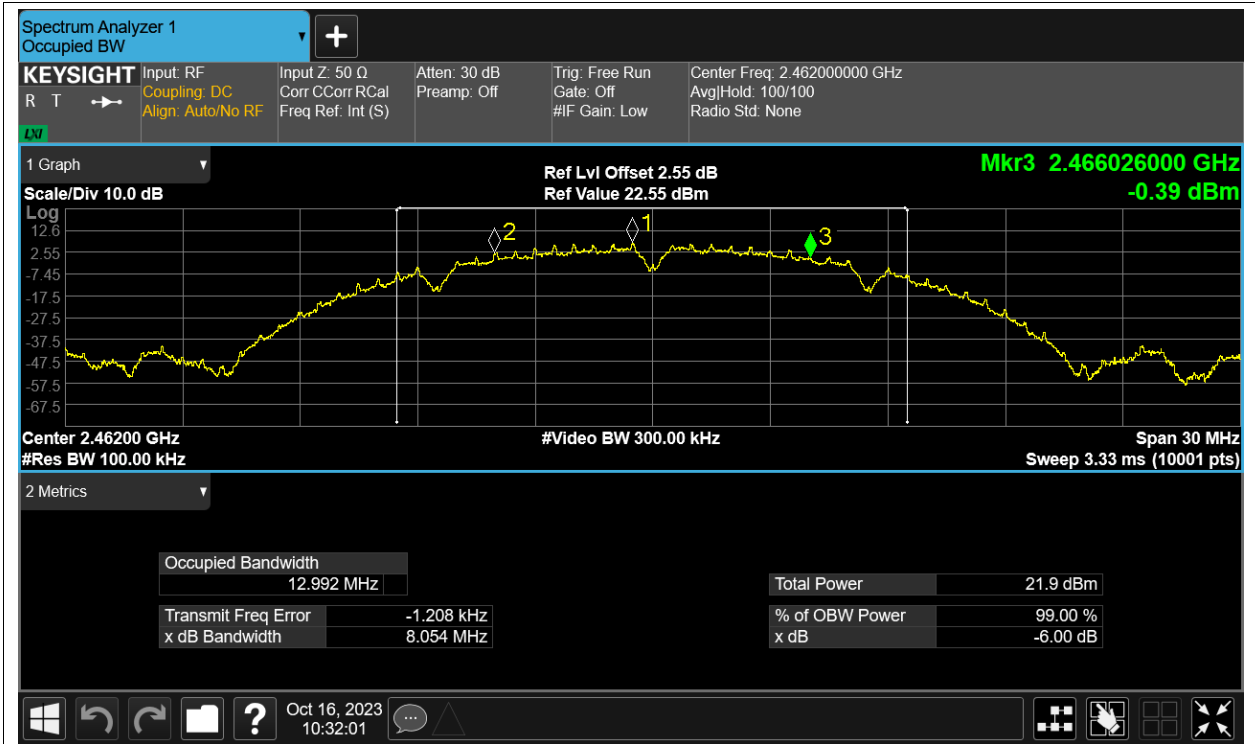 Spectrum Analyzer 1
Occupied BW
KEYSIGHT
R T
LXI
Input: RF
Coupling: DC
Align: Auto/No RF
Input Z: 50 Ω
Corr CCorr RCal
Freq Ref: Int (S)
Atten: 30 dB
Preamp: Off
Trig: Free Run
Gate: Off
#IF Gain: Low
Center Freq: 2.462000000 GHz
Avg|Hold: 100/100
Radio Std: None
1 Graph
Scale/Div 10.0 dB
Ref Lvl Offset 2.55 dB
Ref Value 22.55 dBm
Mkr3 2.466026000 GHz
-0.39 dBm
Log
12.6
2.55
-7.45
-17.5
-27.5
-37.5
-47.5
-57.5
-67.5
2
1
3
Center 2.46200 GHz
#Video BW 300.00 kHz
Span 30 MHz
#Res BW 100.00 kHz
Sweep 3.33 ms (10001 pts)
2 Metrics
Occupied Bandwidth
12.992 MHz
Transmit Freq Error -1.208 kHz
x dB Bandwidth 8.054 MHz
Total Power 21.9 dBm
% of OBW Power 99.00 %
x dB -6.00 dB
?
Oct 16, 2023
10:32:01